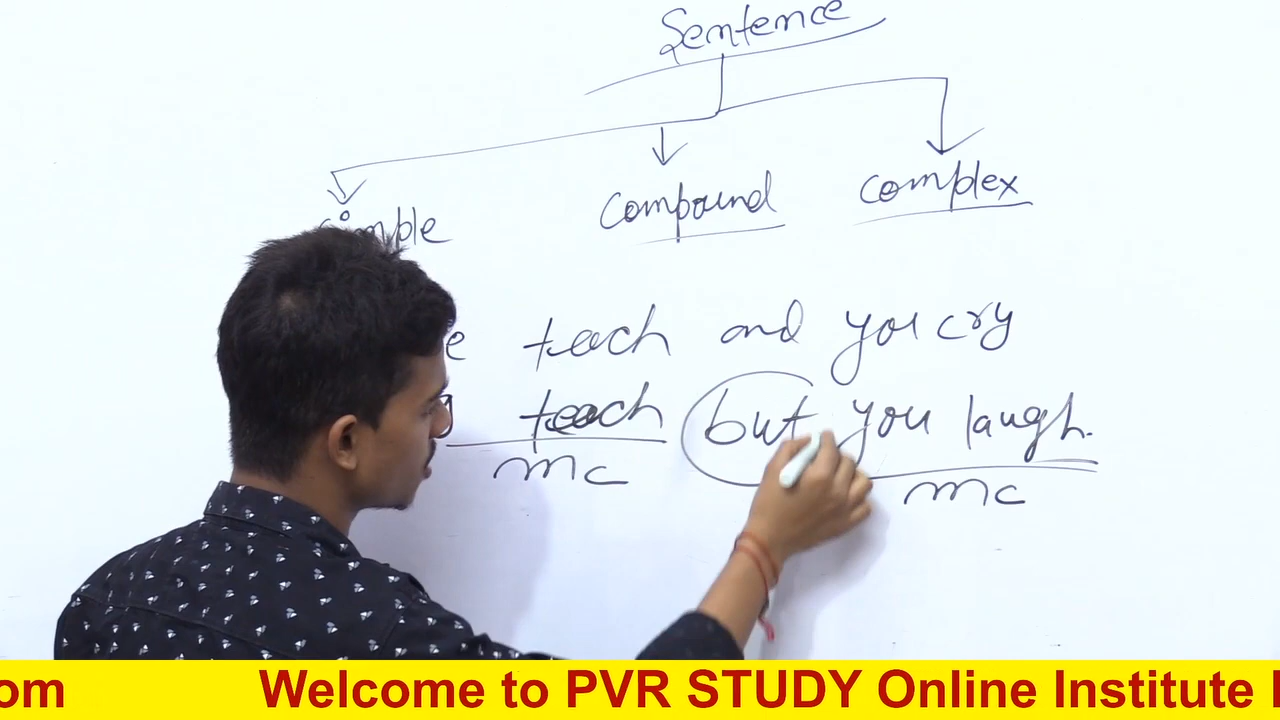 Sentence
simple compound complex
teach and you cry
teach but you laugh.
mc mc
om Welcome to PVR STUDY Online Institute